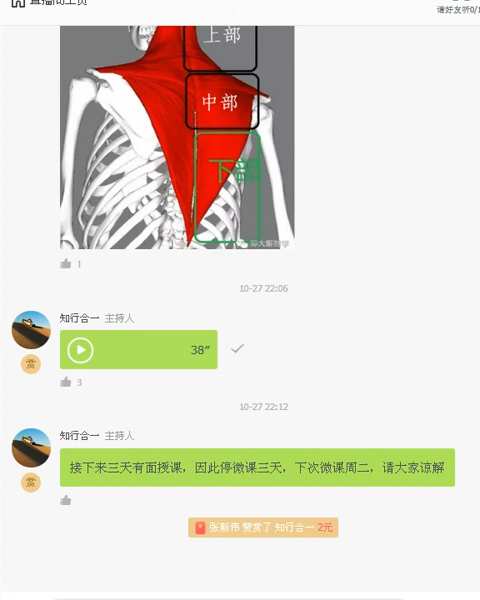 直播间主页
请好友听0/1
上部
中部
下部
1
10-27 22:06
知行合一 主持人
38"
赏
3
10-27 22:12
知行合一 主持人
接下来三天有面授课，因此停微课三天，下次微课周二，请大家谅解
赏
张新伟 赞赏了 知行合一 2元